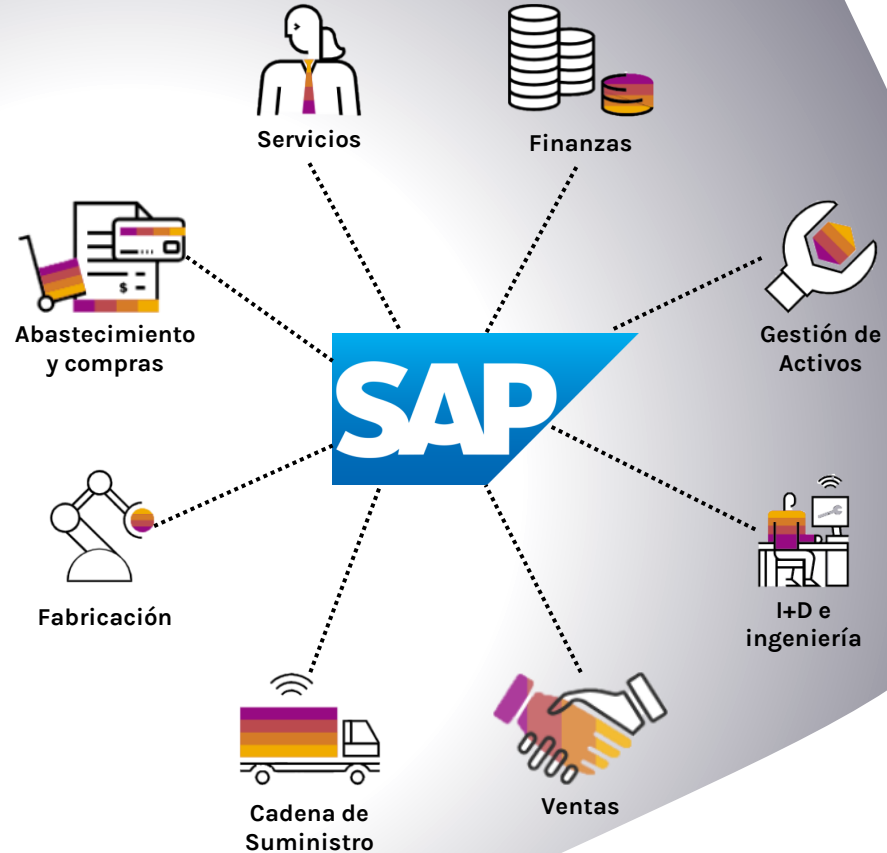 Servicios
Finanzas
$
Abastecimiento
y compras
Gestión de
Activos
SAP
Fabricación
I+D e
ingeniería
Cadena de
Suministro
Ventas